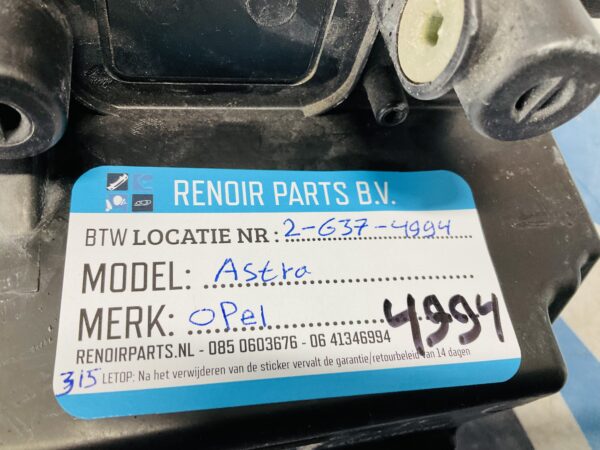 RENOIR PARTS B.V.
BTW LOCATIE NR : 2-G37-4994
MODEL: Astra
MERK: OPel
4994
RENOIRPARTS.NL - 085 0603676 - 06 41346994
315 LETOP: Na het verwijderen van de sticker vervalt de garantie/retourbeleid van 14 dagen